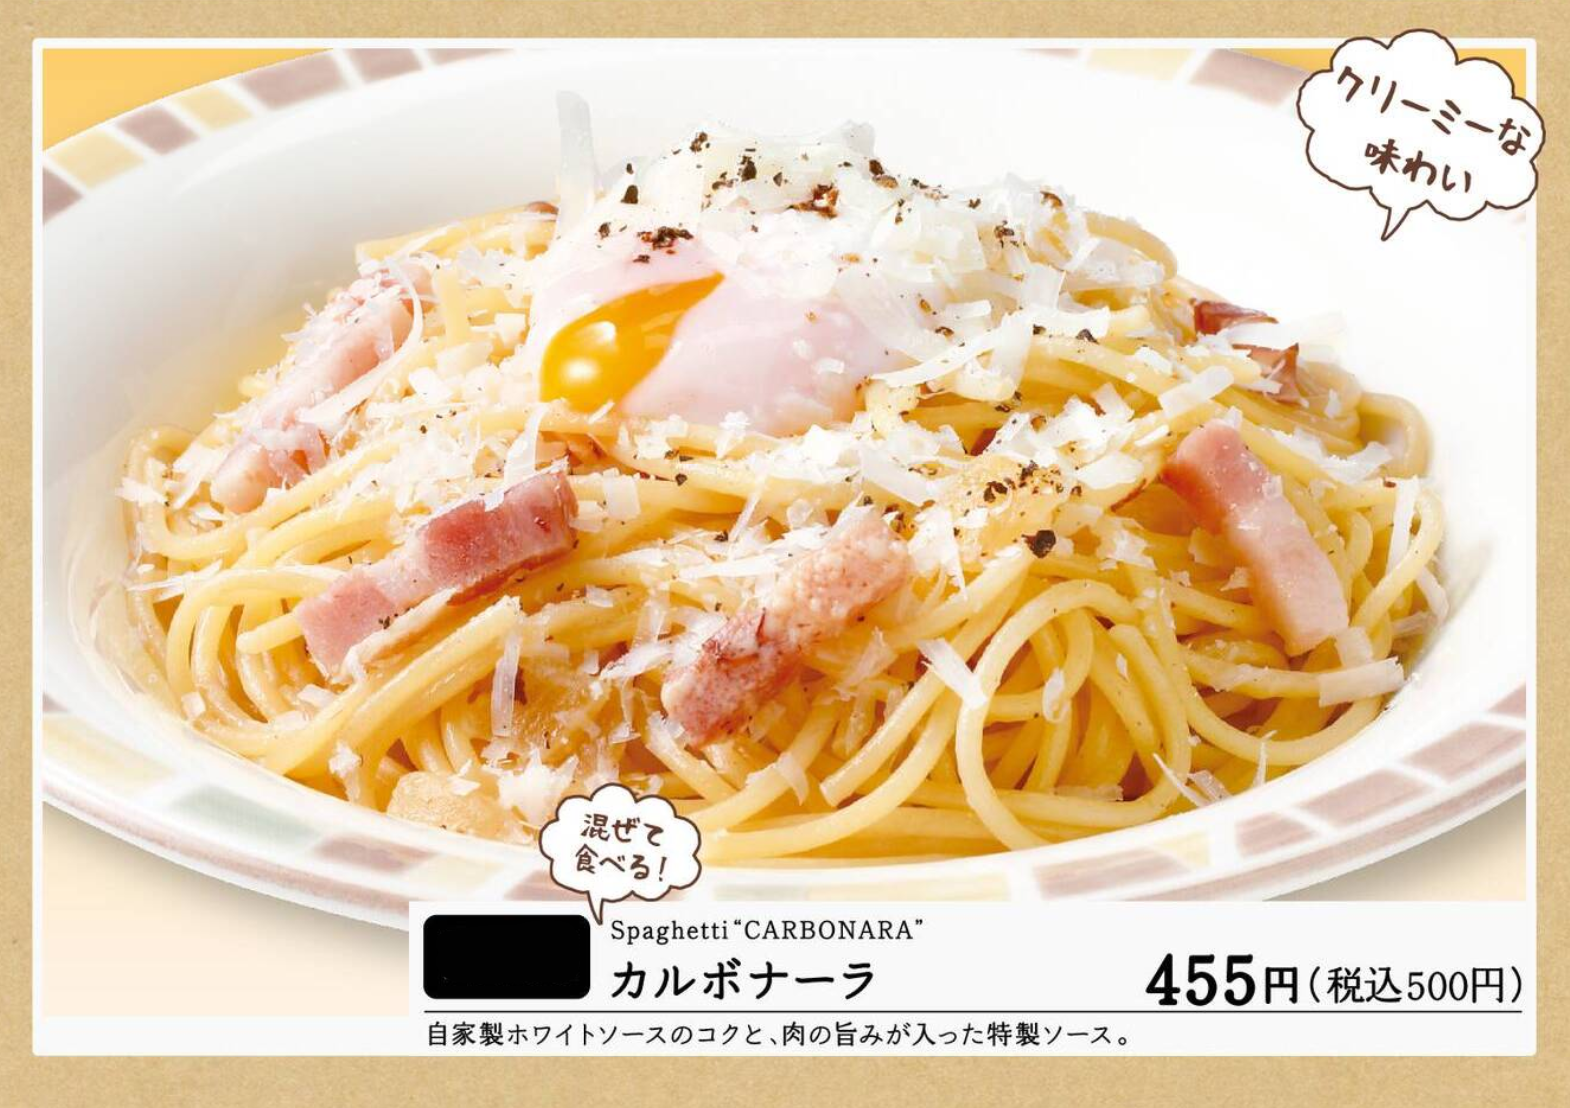 クリーミーな
味わい
混ぜて
食べる!
Spaghetti“CARBONARA”
カルボナーラ
455円(税込500円)
自家製ホワイトソースのコクと、肉の旨みが入った特製ソース。